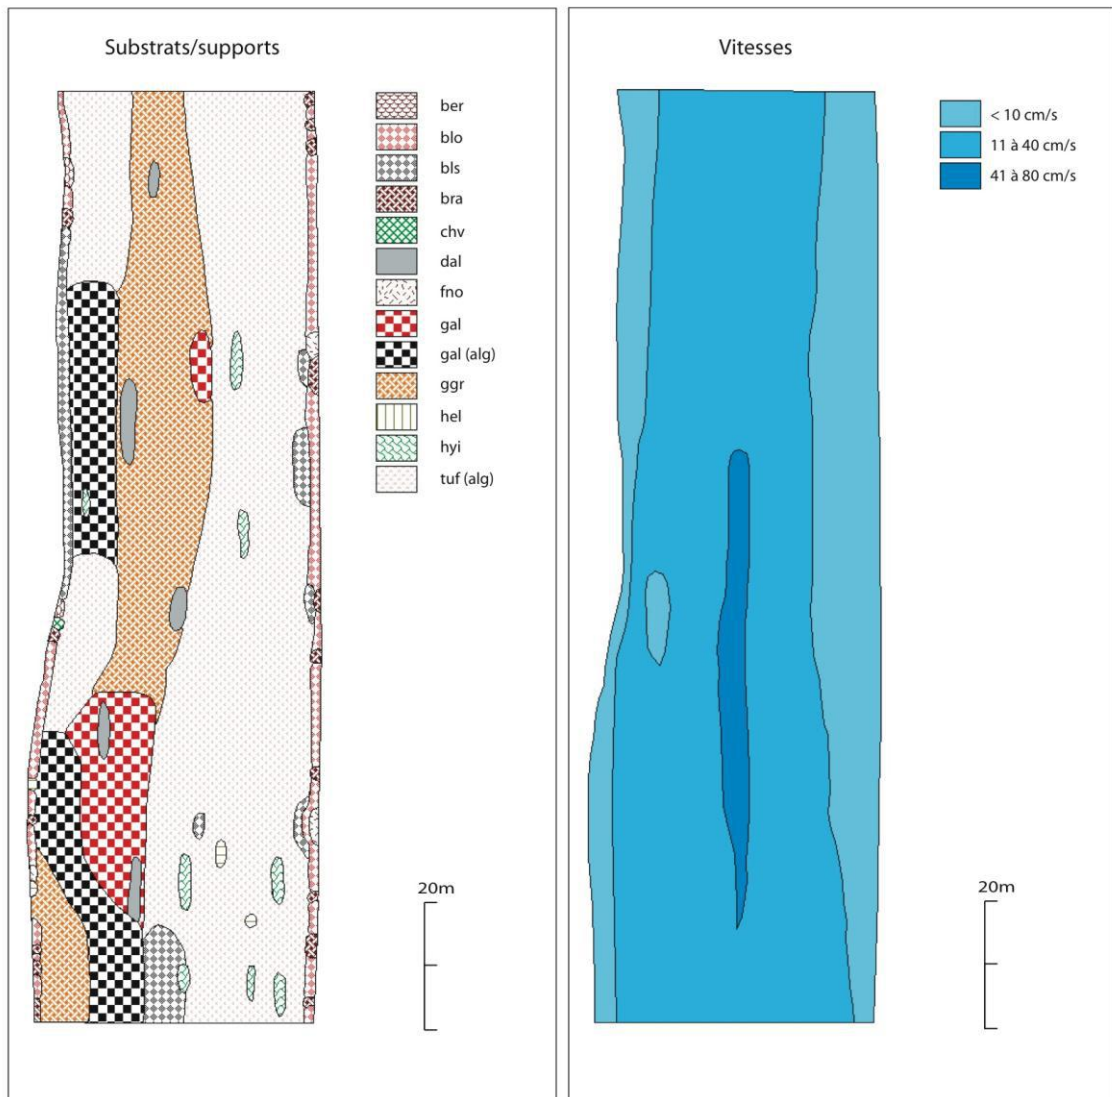 Substrats/supports
ber
blo
bls
bra
chv
dal
fno
gal
gal (alg)
ggr
hel
hyi
tuf (alg)
20m
Vitesses
< 10 cm/s
11 à 40 cm/s
41 à 80 cm/s
20m